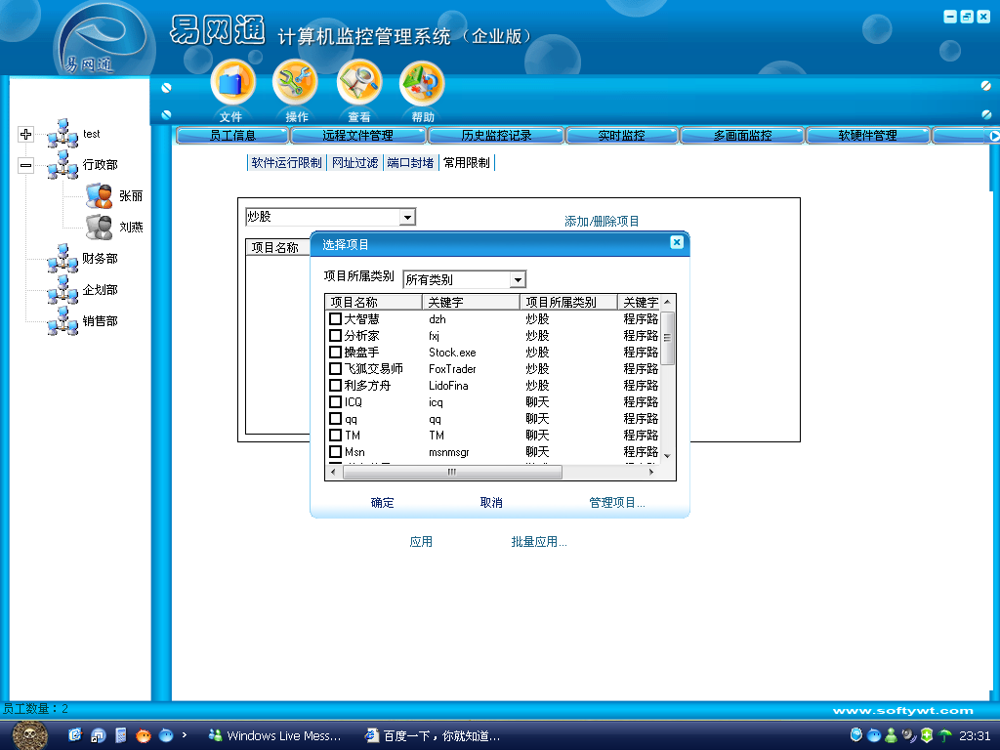 易网通 计算机监控管理系统（企业版）
易网通
文件 操作 查看 帮助
员工信息 远程文件管理 历史监控记录 实时监控 多画面监控 软硬件管理
软件运行限制 网址过滤 端口封堵 常用限制
test
行政部
张丽
刘燕
财务部
企划部
销售部
炒股
添加/删除项目
项目名称
选择项目
项目所属类别 所有类别
项目名称 关键字 项目所属类别 关键字
大智慧 dzh 炒股 程序路
分析家 fxj 炒股 程序路
操盘手 Stock.exe 炒股 程序路
飞狐交易师 FoxTrader 炒股 程序路
利多方舟 LidoFina 炒股 程序路
ICQ icq 聊天 程序路
qq qq 聊天 程序路
TM TM 聊天 程序路
Msn msnmsgr 聊天 程序路
确定 取消 管理项目...
应用 批量应用...
员工数量：2
www.softywt.com
Windows Live Mess... 百度一下，你就知道... 23:31